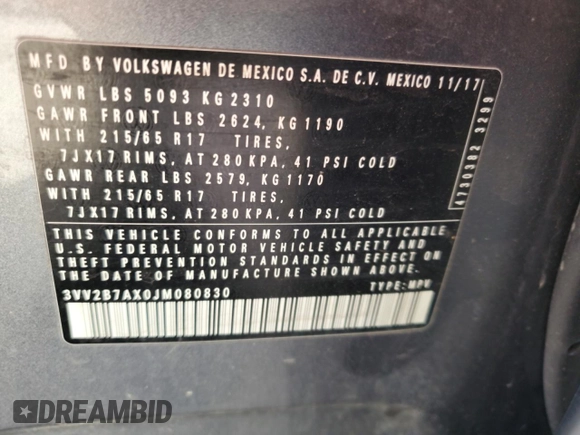 MFD BY VOLKSWAGEN DE MEXICO S.A. DE C.V. MEXICO 11/17
GVWR LBS 5093 KG 2310
GAWR FRONT LBS 2624, KG 1190
WITH 215/65 R17 TIRES,
7JX17 RIMS, AT 280 KPA, 41 PSI COLD
GAWR REAR LBS 2579, KG 1170
WITH 215/65 R17 TIRES,
7JX17 RIMS, AT 280 KPA, 41 PSI COLD
THIS VEHICLE CONFORMS TO ALL APPLICABLE
U.S. FEDERAL MOTOR VEHICLE SAFETY AND
THEFT PREVENTION STANDARDS IN EFFECT ON
THE DATE OF MANUFACTURE SHOWN ABOVE.
3VV2B7AX0JM080830 TYPE: MPV
4730382 3299
DREAMBID